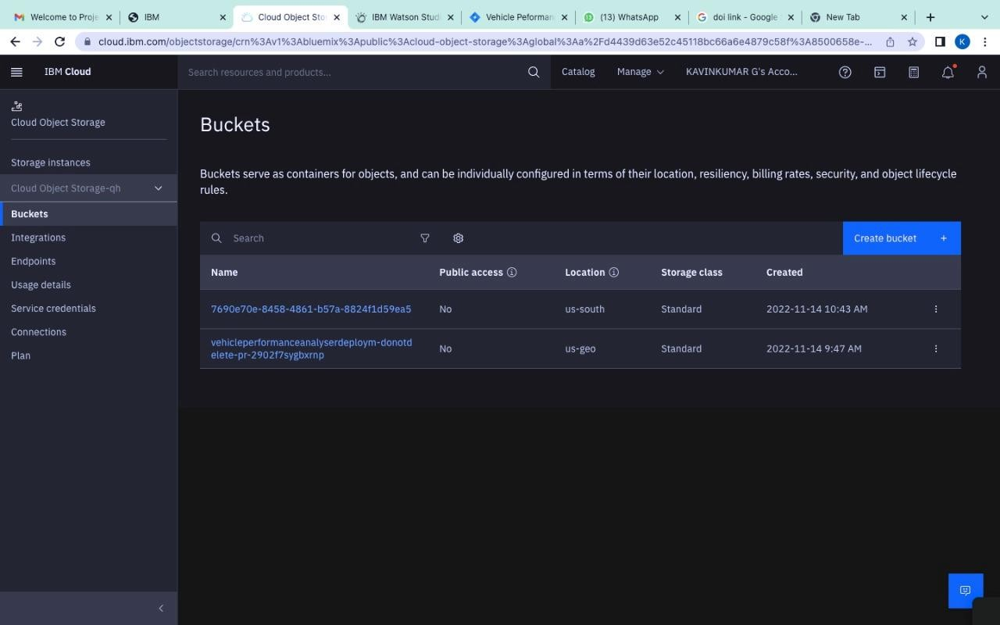 Welcome to Proje
IBM
Cloud Object Sto
IBM Watson Studi
Vehicle Peforman
(13) WhatsApp
doi link - Google S
New Tab
cloud.ibm.com/objectstorage/crn%3Av1%3Abluemix%3Apublic%3Acloud-object-storage%3Aglobal%3Aa%2Fd4439d63e52c45118bc66a6e4879c58f%3A8500658e-...
K
IBM Cloud
Search resources and products...
Catalog
Manage
KAVINKUMAR G's Acco...
Cloud Object Storage
Storage instances
Cloud Object Storage-qh
Buckets
Integrations
Endpoints
Usage details
Service credentials
Connections
Plan
Buckets
Buckets serve as containers for objects, and can be individually configured in terms of their location, resiliency, billing rates, security, and object lifecycle
rules.
Search
Create bucket +
Name Public access Location Storage class Created
7690e70e-8458-4861-b57a-8824f1d59ea5 No us-south Standard 2022-11-14 10:43 AM
vehicleperformanceanalyserdeploym-donotd
elete-pr-2902f7sygbxrnp No us-geo Standard 2022-11-14 9:47 AM